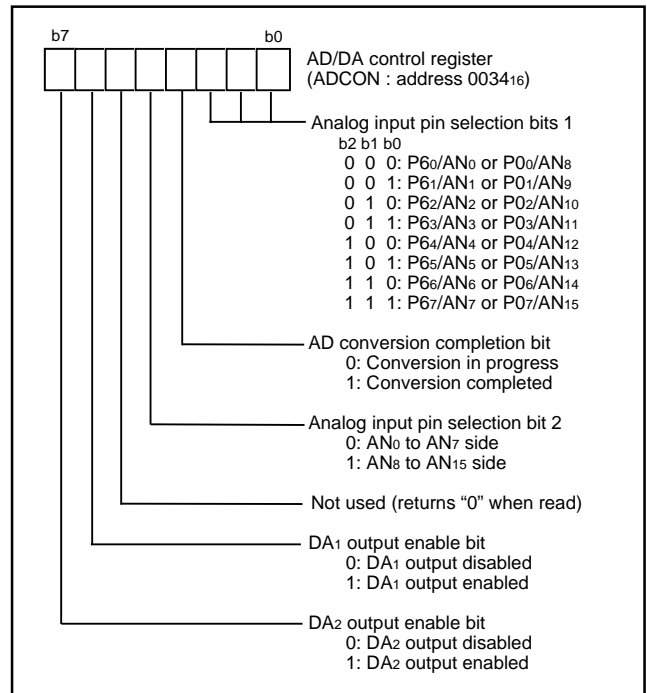 b7 b0
AD/DA control register
(ADCON : address 003416)
Analog input pin selection bits 1
b2 b1 b0
0 0 0: P60/AN0 or P00/AN8
0 0 1: P61/AN1 or P01/AN9
0 1 0: P62/AN2 or P02/AN10
0 1 1: P63/AN3 or P03/AN11
1 0 0: P64/AN4 or P04/AN12
1 0 1: P65/AN5 or P05/AN13
1 1 0: P66/AN6 or P06/AN14
1 1 1: P67/AN7 or P07/AN15
AD conversion completion bit
0: Conversion in progress
1: Conversion completed
Analog input pin selection bit 2
0: AN0 to AN7 side
1: AN8 to AN15 side
Not used (returns “0” when read)
DA1 output enable bit
0: DA1 output disabled
1: DA1 output enabled
DA2 output enable bit
0: DA2 output disabled
1: DA2 output enabled